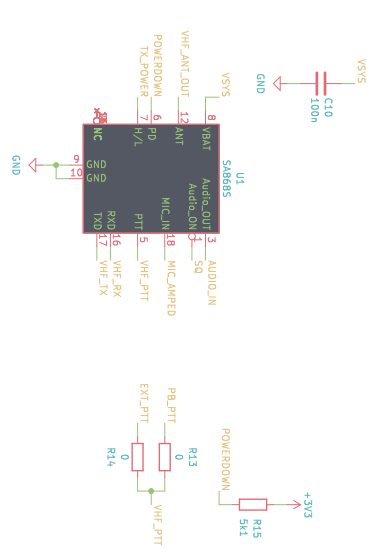 U1
SA868S
VSYS
8
VBAT
VHF_ANT_OUT
12
ANT
POWERDOWN
6
PD
TX_POWER
7
H/L
NC
GND
9
GND
10
GND
Audio_OUT
3
AUDIO_IN
Audio_ON
1
SQ
MIC_IN
18
MIC_AMPED
PTT
5
VHF_PTT
RXD
16
VHF_RX
TXD
17
VHF_TX
VSYS
C10
100n
GND
+3V3
R15
5k1
POWERDOWN
PB_PTT
R13
0
EXT_PTT
R14
0
VHF_PTT